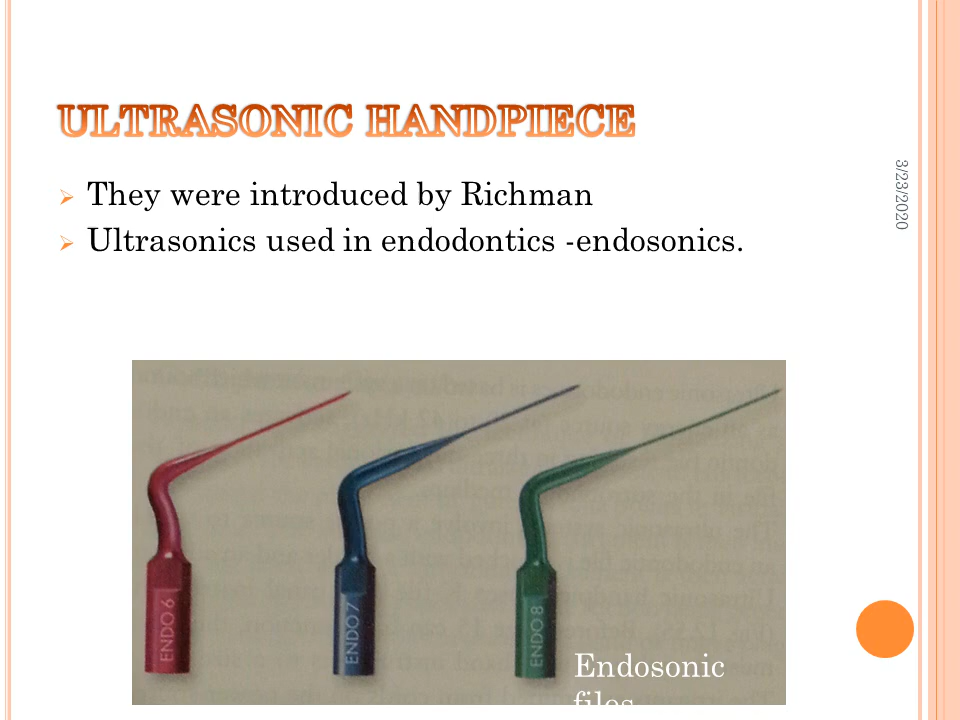 ULTRASONIC HANDPIECE
They were introduced by Richman
Ultrasonics used in endodontics -endosonics.
3/23/2020
ENDO 6
ENDO 7
ENDO 8
Endosonic
files